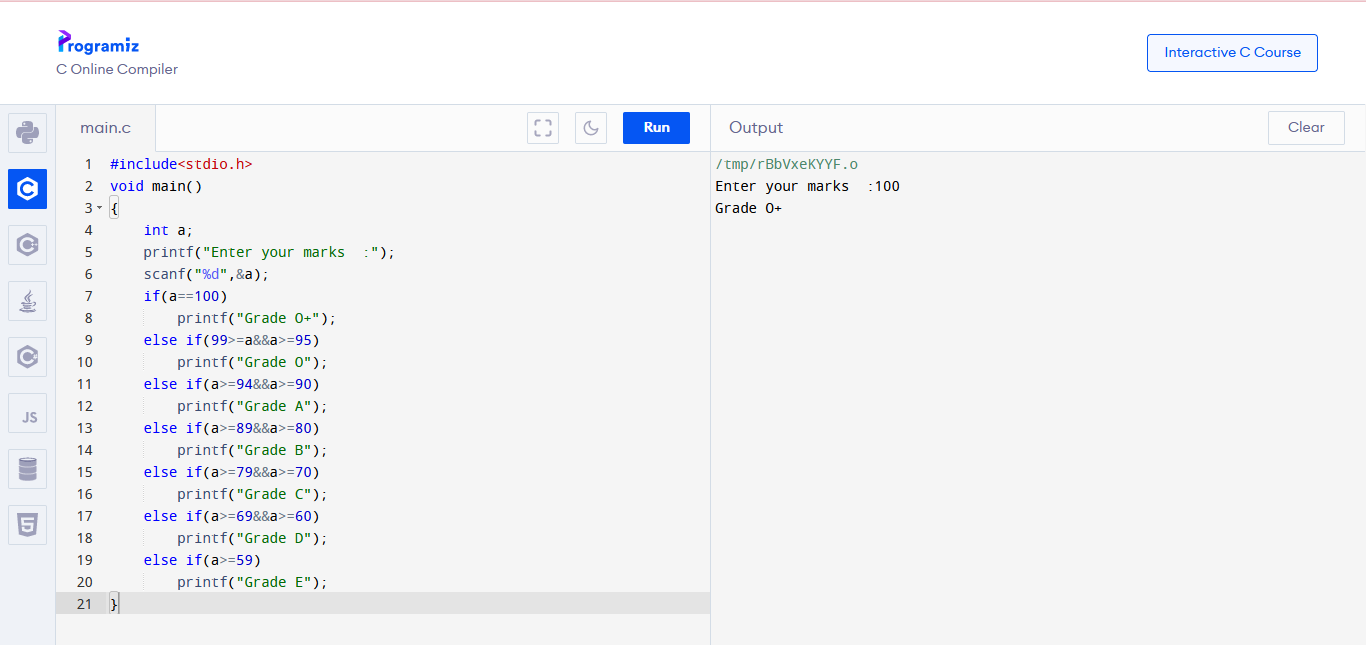 Programiz
C Online Compiler
Interactive C Course
main.c
Run
Output
Clear
1 #include<stdio.h>
2 void main()
3 {
4     int a;
5     printf("Enter your marks  :");
6     scanf("%d",&a);
7     if(a==100)
8         printf("Grade O+");
9     else if(99>=a&&a>=95)
10         printf("Grade O");
11     else if(a>=94&&a>=90)
12         printf("Grade A");
13     else if(a>=89&&a>=80)
14         printf("Grade B");
15     else if(a>=79&&a>=70)
16         printf("Grade C");
17     else if(a>=69&&a>=60)
18         printf("Grade D");
19     else if(a>=59)
20         printf("Grade E");
21 }
/tmp/rBbVxeKYYF.o
Enter your marks  :100
Grade O+
JS
5